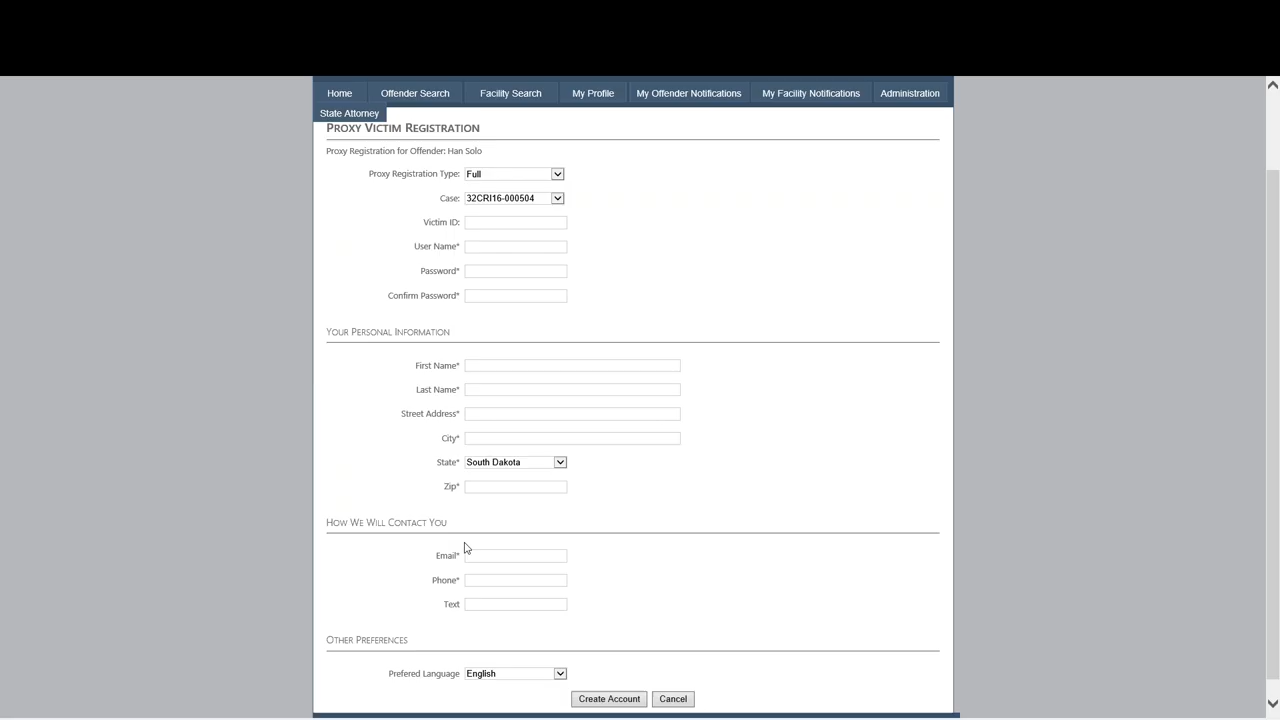 Home Offender Search Facility Search My Profile My Offender Notifications My Facility Notifications Administration
State Attorney
PROXY VICTIM REGISTRATION
Proxy Registration for Offender: Han Solo
Proxy Registration Type: Full
Case: 32CRI16-000504
Victim ID:
User Name*
Password*
Confirm Password*
YOUR PERSONAL INFORMATION
First Name*
Last Name*
Street Address*
City*
State* South Dakota
Zip*
HOW WE WILL CONTACT YOU
Email*
Phone*
Text
OTHER PREFERENCES
Prefered Language English
Create Account Cancel